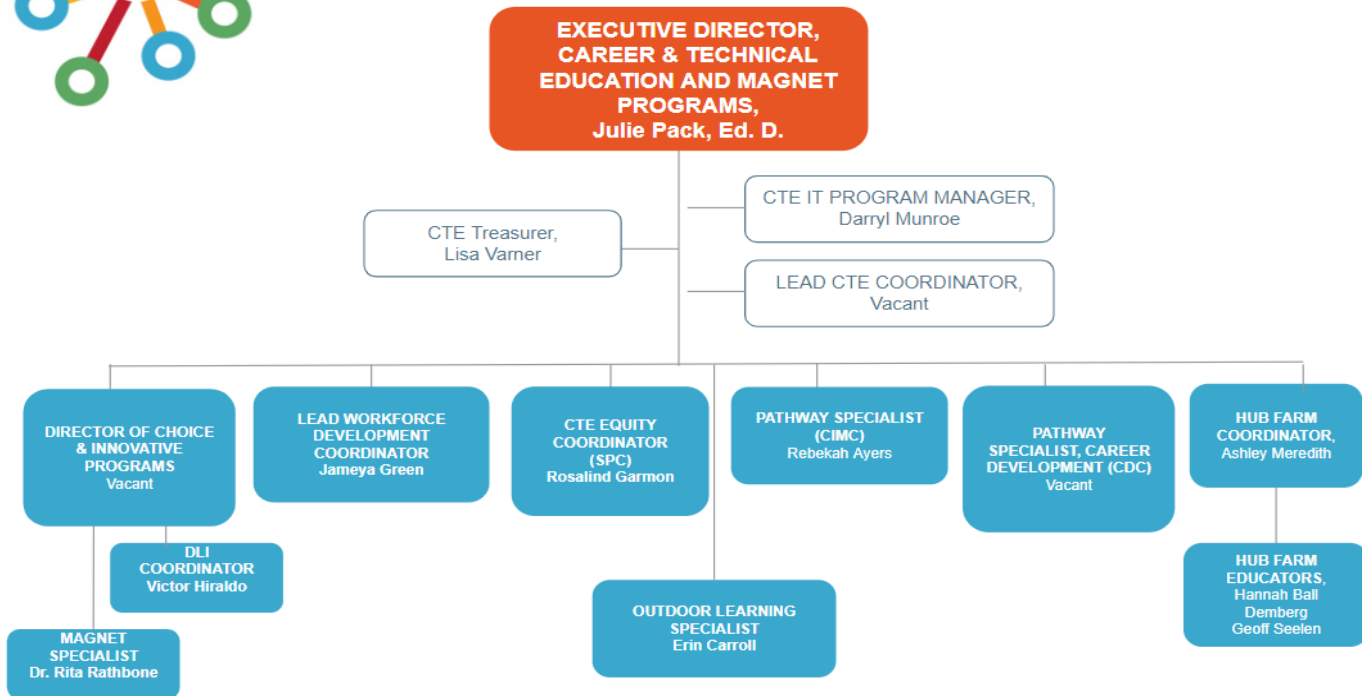 EXECUTIVE DIRECTOR,
CAREER & TECHNICAL
EDUCATION AND MAGNET
PROGRAMS,
Julie Pack, Ed. D.
CTE IT PROGRAM MANAGER,
Darryl Munroe
CTE Treasurer,
Lisa Varner
LEAD CTE COORDINATOR,
Vacant
DIRECTOR OF CHOICE
& INNOVATIVE
PROGRAMS
Vacant
LEAD WORKFORCE
DEVELOPMENT
COORDINATOR
Jameya Green
CTE EQUITY
COORDINATOR
(SPC)
Rosalind Garmon
PATHWAY SPECIALIST
(CIMC)
Rebekah Ayers
PATHWAY
SPECIALIST, CAREER
DEVELOPMENT (CDC)
Vacant
HUB FARM
COORDINATOR,
Ashley Meredith
DLI
COORDINATOR
Victor Hiraldo
MAGNET
SPECIALIST
Dr. Rita Rathbone
OUTDOOR LEARNING
SPECIALIST
Erin Carroll
HUB FARM
EDUCATORS,
Hannah Ball
Demberg
Geoff Seelen